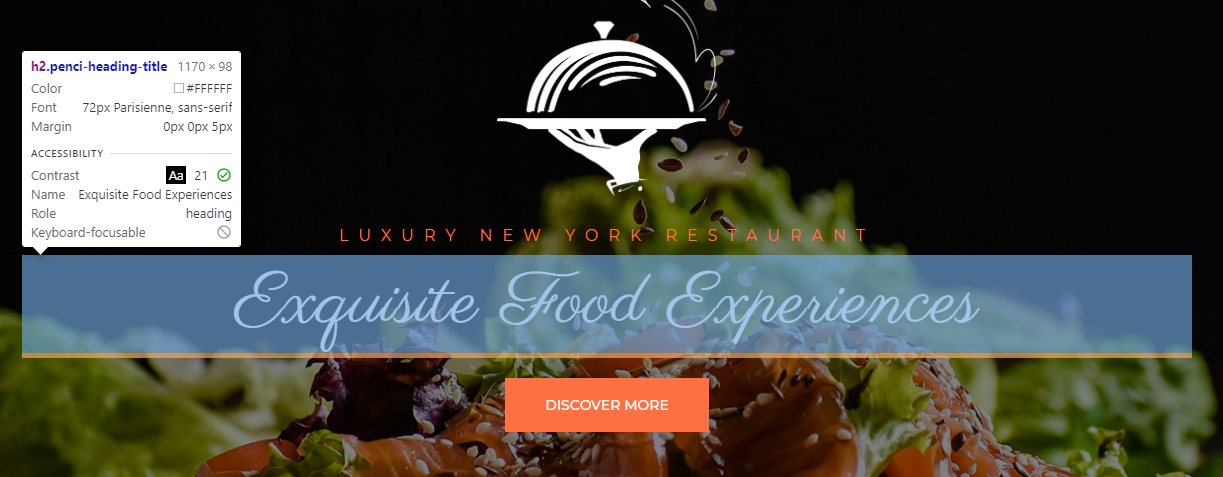 h2.penci-heading-title 1170 × 98
Color #FFFFFF
Font 72px Parisienne, sans-serif
Margin 0px 0px 5px
ACCESSIBILITY
Contrast Aa 21
Name Exquisite Food Experiences
Role heading
Keyboard-focusable
LUXURY NEW YORK RESTAURANT
Exquisite Food Experiences
DISCOVER MORE